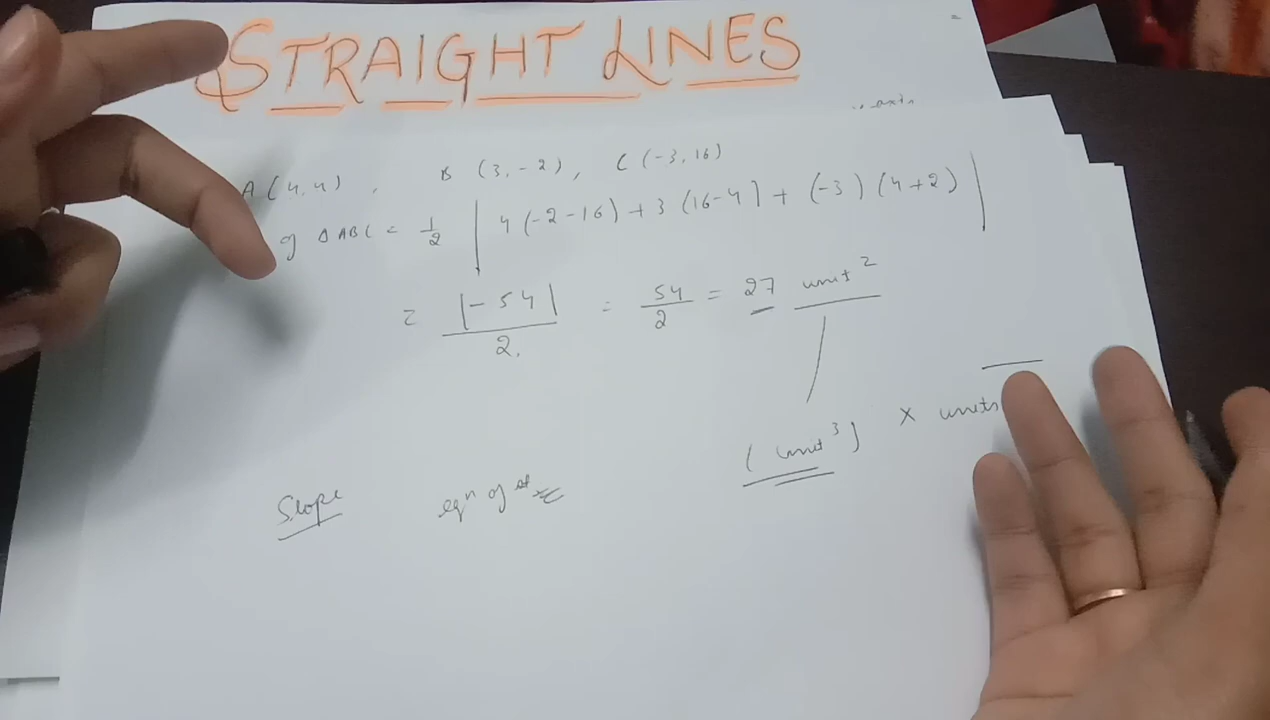 STRAIGHT LINES
A (4,4) , B (3,-2), C (-3,16)
of ΔABC = 1/2 | 4(-2-16) + 3(16-4] + (-3)(4+2) |
= |-54| / 2. = 54/2 = 27 unit²
(unit³) X units
Slope eqⁿ of